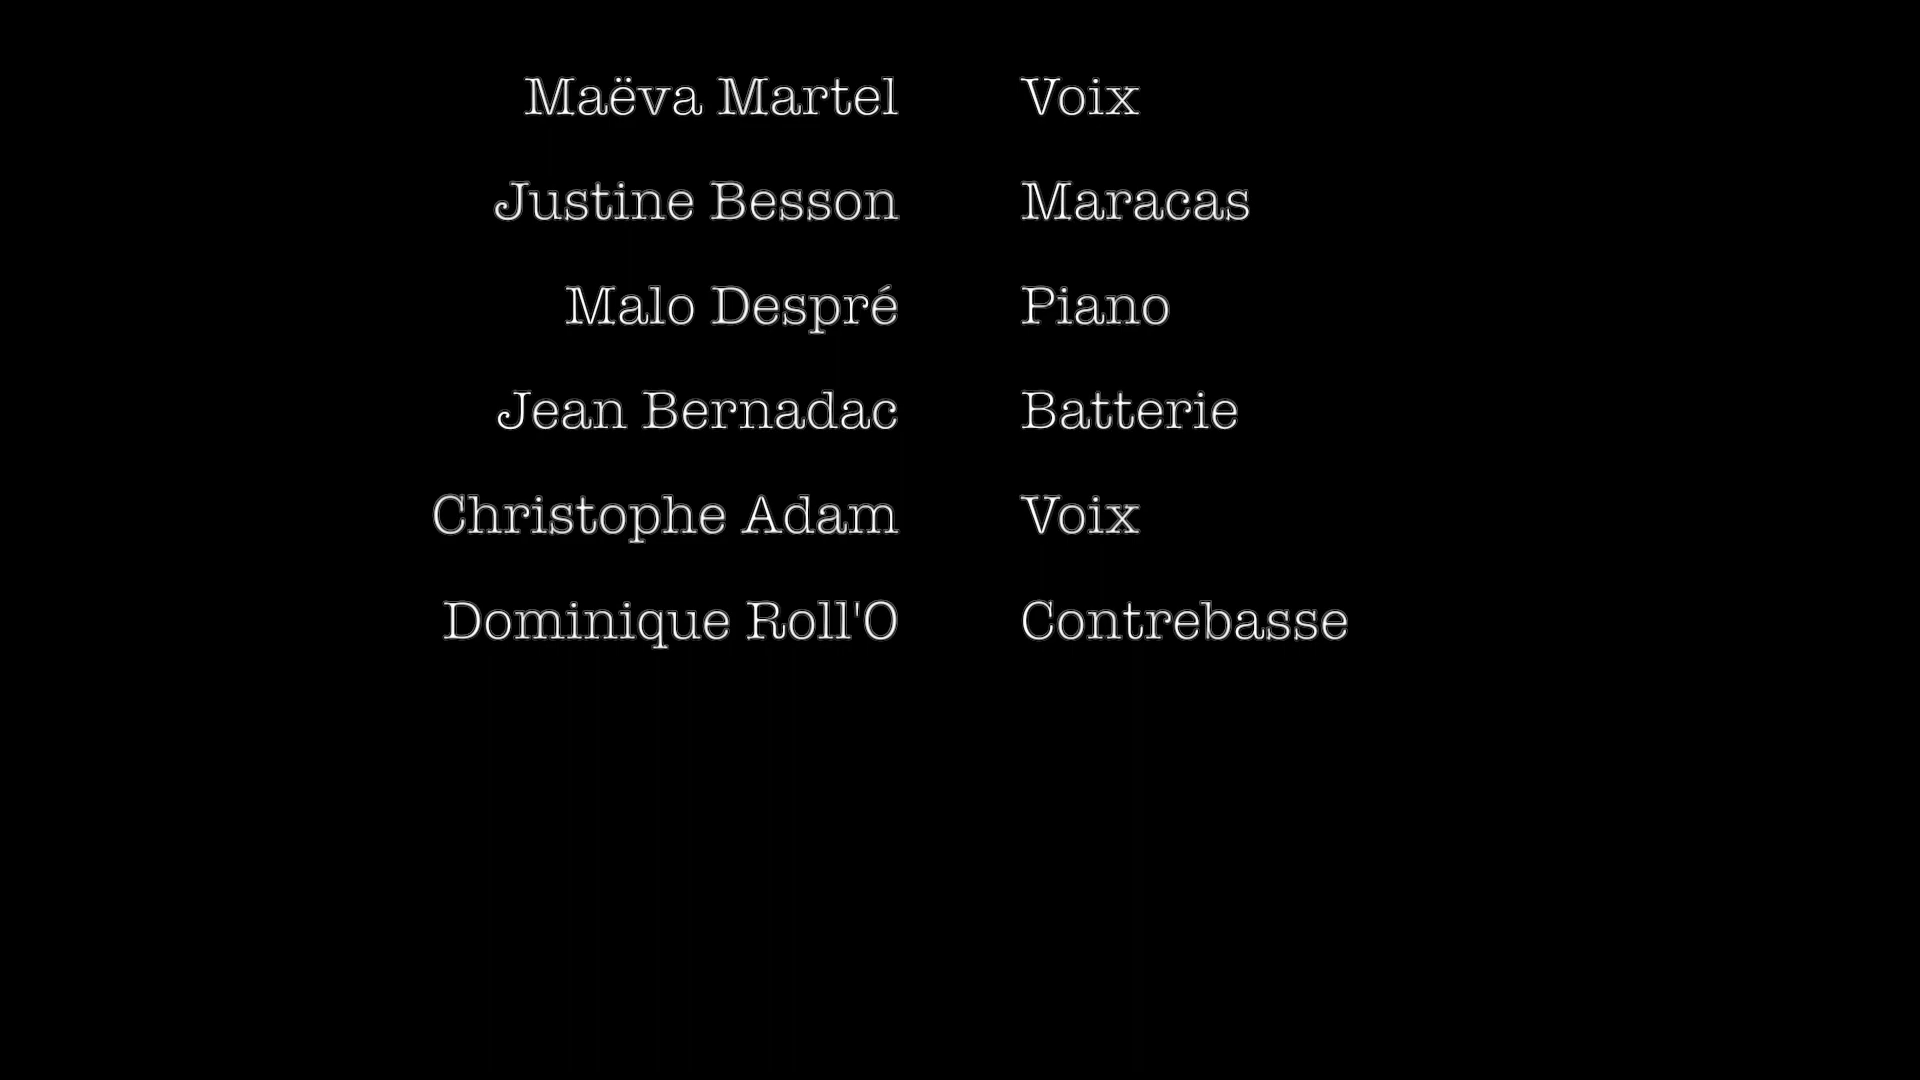 Maëva Martel Voix
Justine Besson Maracas
Malo Despré Piano
Jean Bernadac Batterie
Christophe Adam Voix
Dominique Roll'O Contrebasse